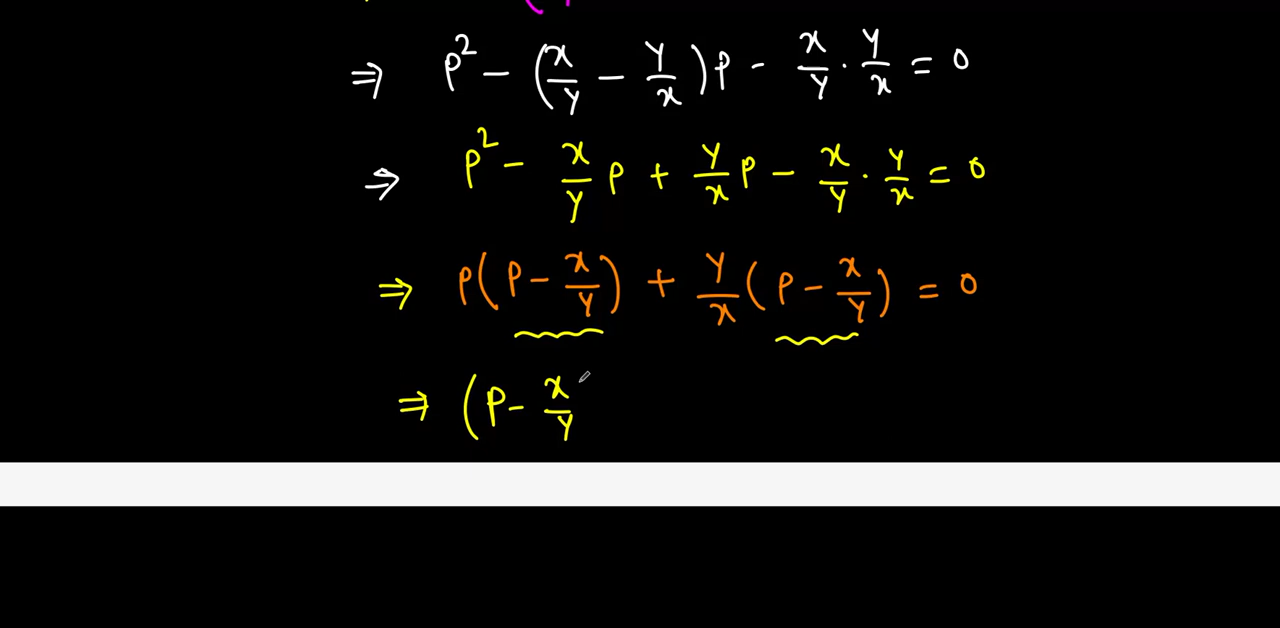 ⇒ p² - (x/y - y/x)p - x/y · y/x = 0
⇒ p² - x/y p + y/x p - x/y · y/x = 0
⇒ p(p - x/y) + y/x (p - x/y) = 0
⇒ (p - x/y